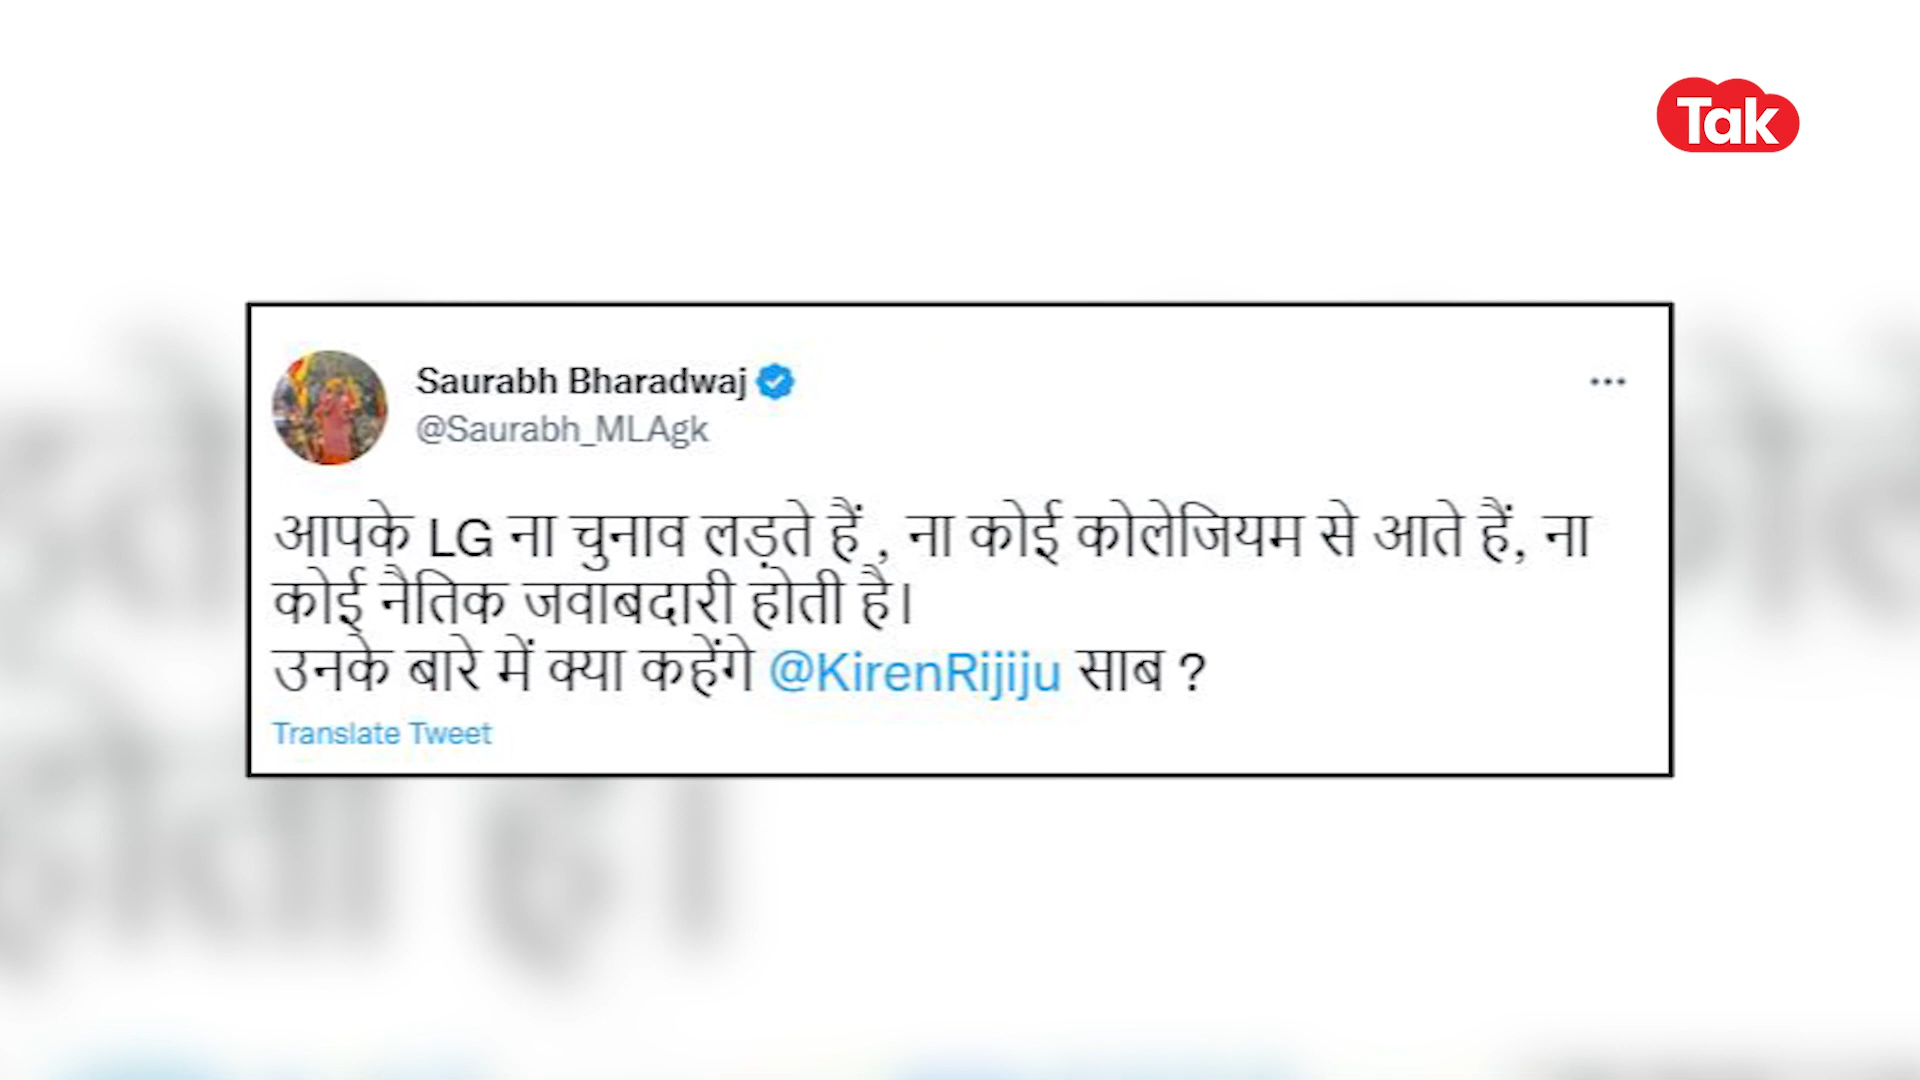 Tak
Saurabh Bharadwaj
@Saurabh_MLAgk
आपके LG ना चुनाव लड़ते हैं , ना कोई कोलेजियम से आते हैं, ना
कोई नैतिक जवाबदारी होती है।
उनके बारे में क्या कहेंगे @KirenRijiju साब ?
Translate Tweet